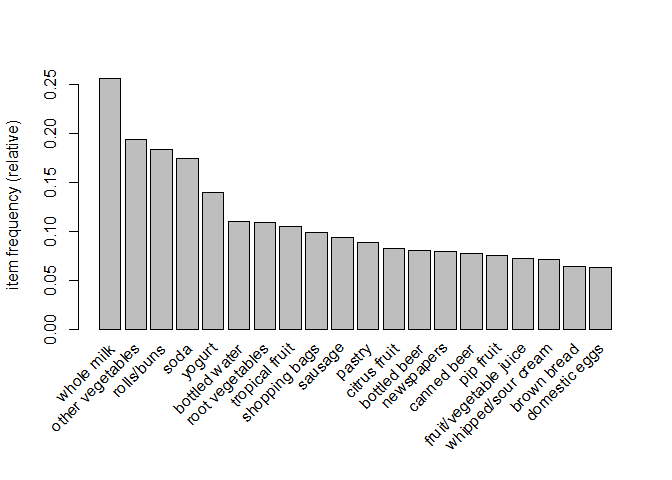 item frequency (relative)
0.25
0.20
0.15
0.10
0.05
0.00
whole milk
other vegetables
rolls/buns
soda
yogurt
bottled water
root vegetables
tropical fruit
shopping bags
sausage
pastry
citrus fruit
bottled beer
newspapers
canned beer
pip fruit
fruit/vegetable juice
whipped/sour cream
brown bread
domestic eggs